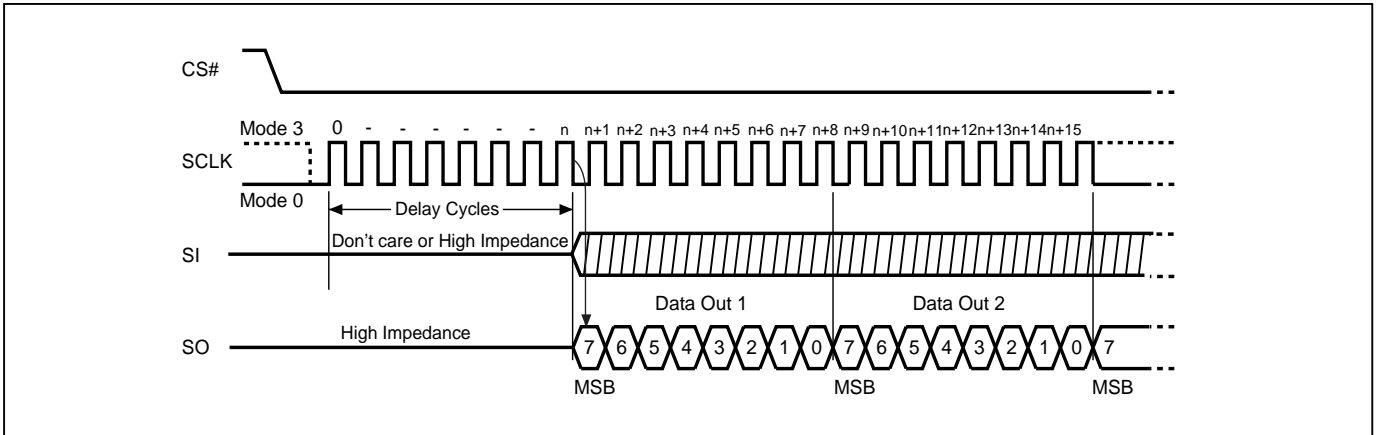 CS#
Mode 3 0 - - - - - - n n+1 n+2 n+3 n+4 n+5 n+6 n+7 n+8 n+9 n+10 n+11 n+12 n+13 n+14 n+15
SCLK
Mode 0
Delay Cycles
Don't care or High Impedance
SI
Data Out 1 Data Out 2
High Impedance
SO 7 6 5 4 3 2 1 0 7 6 5 4 3 2 1 0 7
MSB MSB MSB